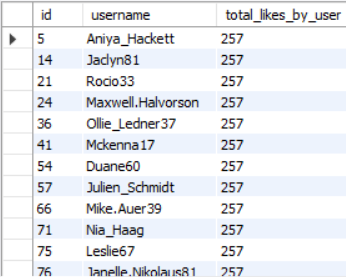 id username total_likes_by_user
5 Aniya_Hackett 257
14 Jaclyn81 257
21 Rocio33 257
24 Maxwell.Halvorson 257
36 Ollie_Ledner37 257
41 Mckenna17 257
54 Duane60 257
57 Julien_Schmidt 257
66 Mike.Auer39 257
71 Nia_Haag 257
75 Leslie67 257
76 Janelle.Nikolaus81 257